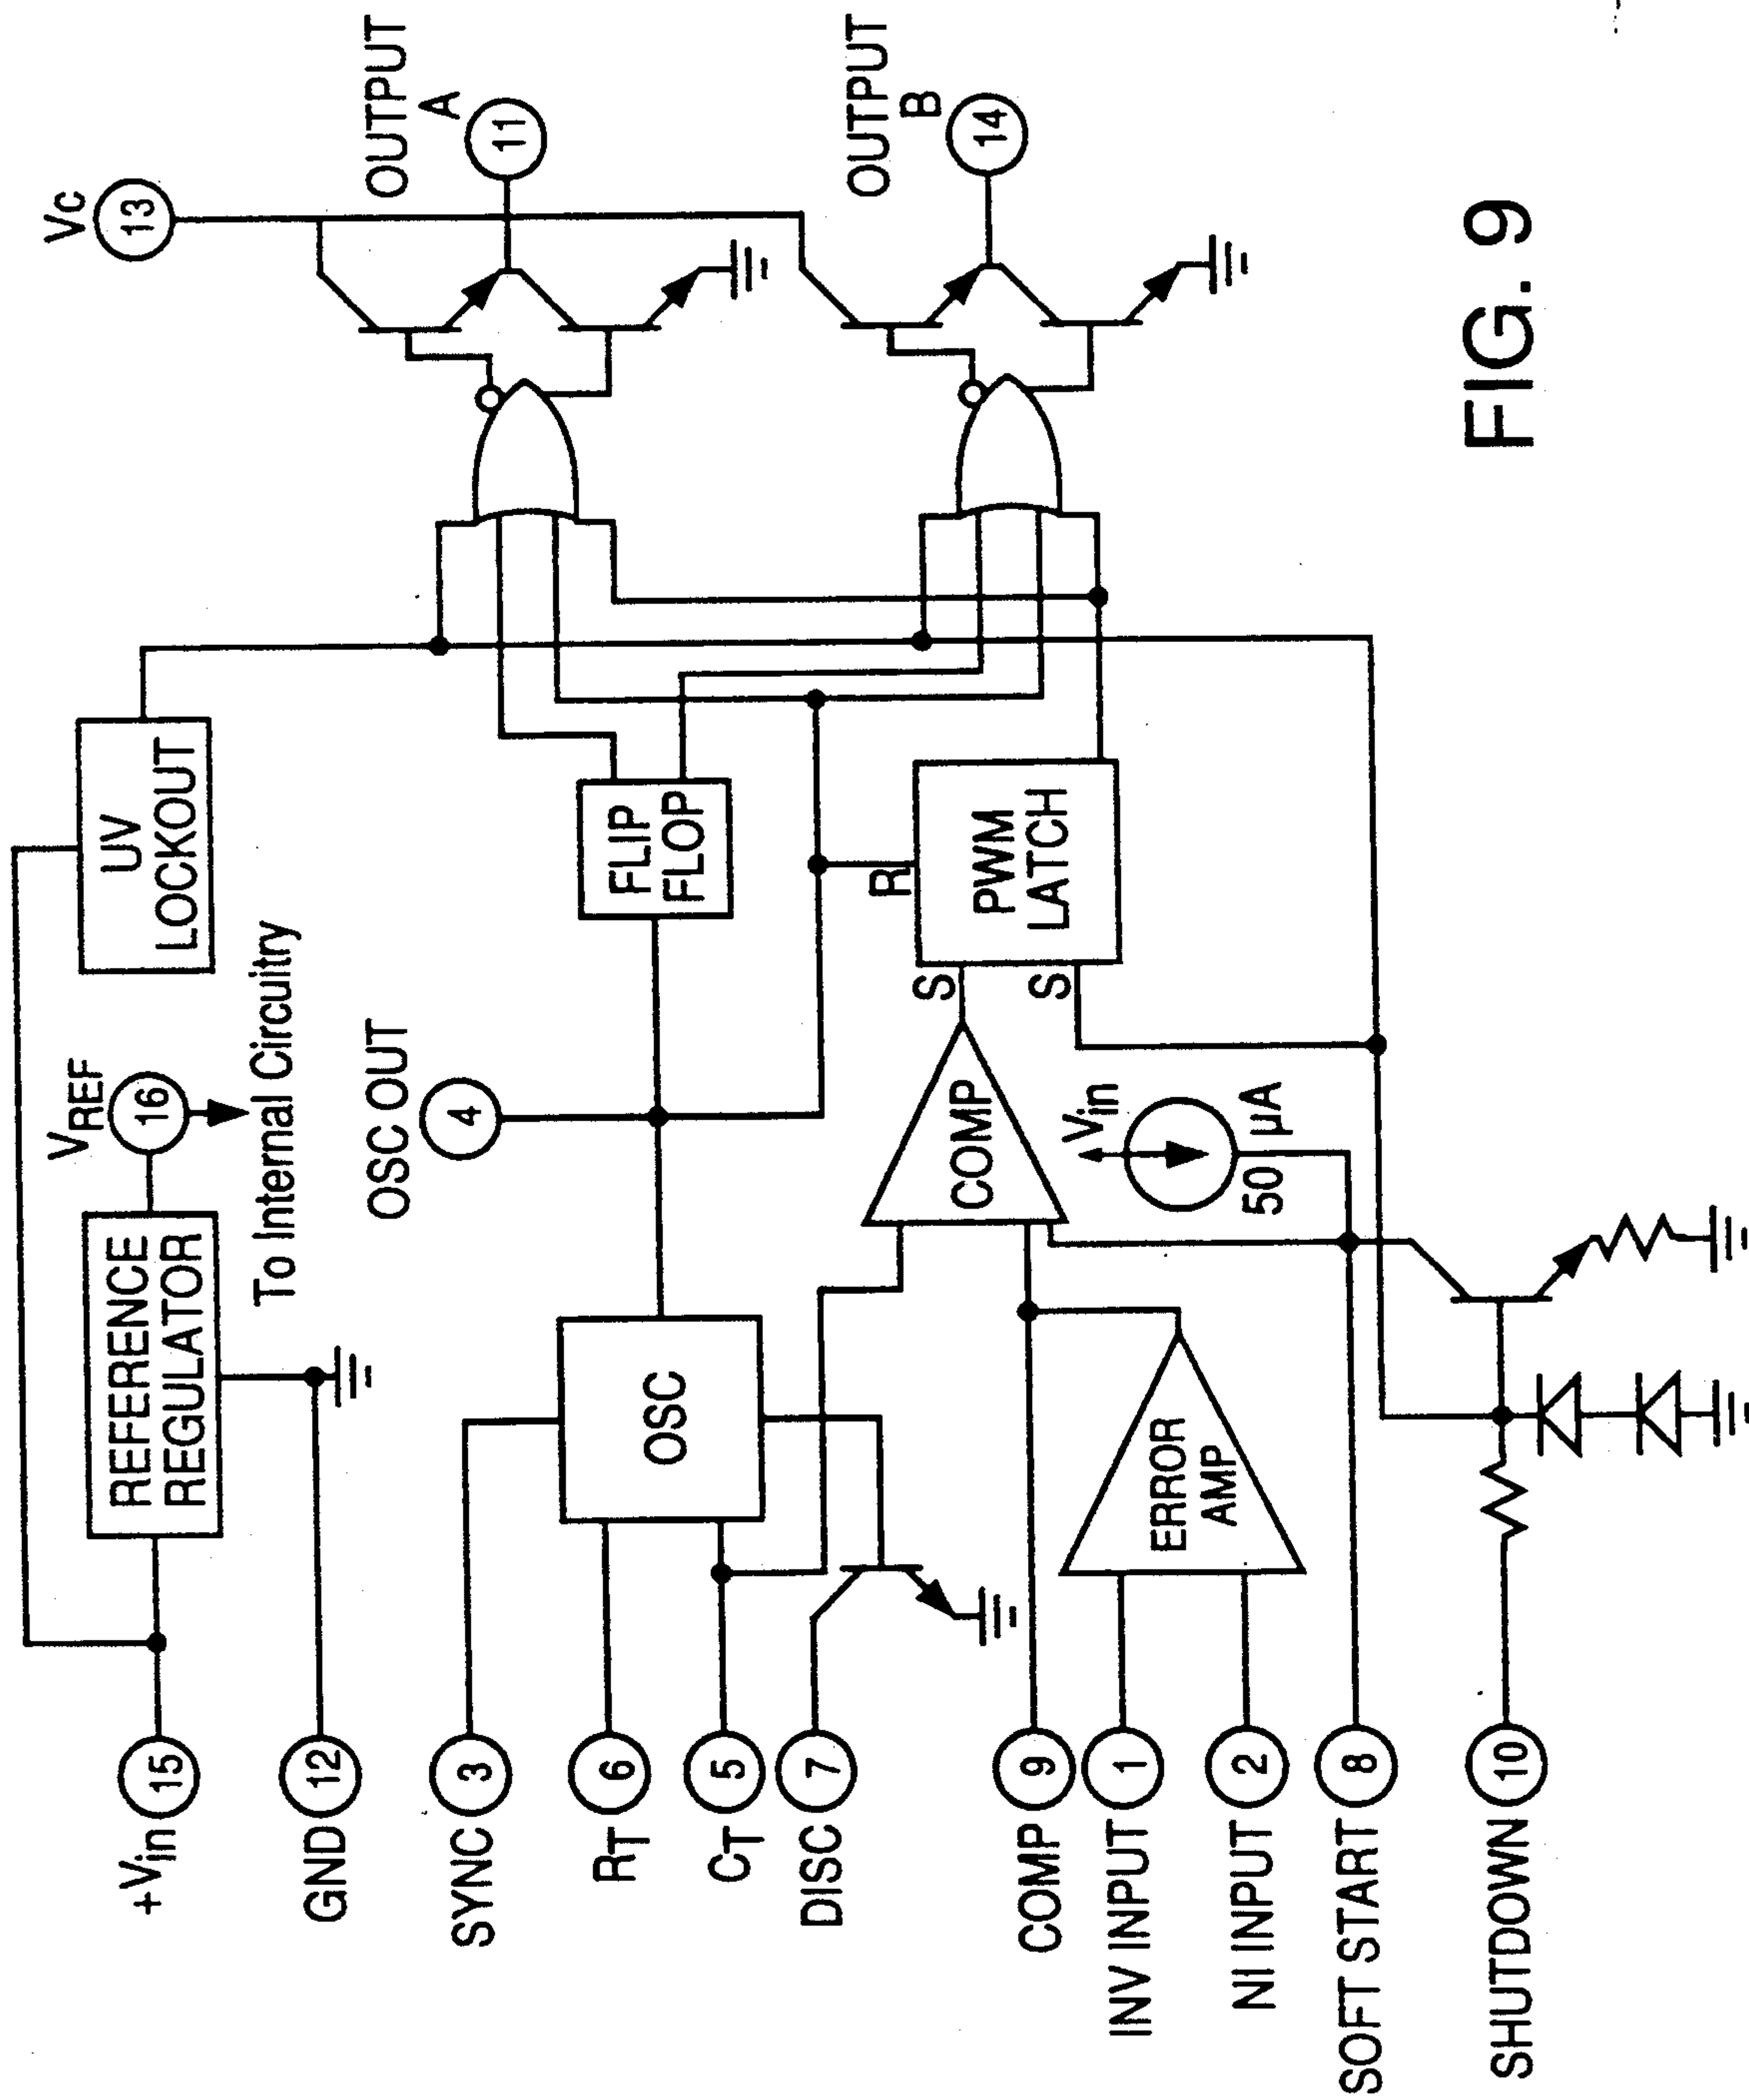 +Vin
15
REFERENCE
REGULATOR
VREF
16
To Internal Circuitry
UV
LOCKOUT
Vc
13
GND
12
SYNC
3
OSC OUT
4
OUTPUT
A
11
RT
6
OSC
FLIP
FLOP
CT
5
DISC
7
R
OUTPUT
B
14
COMP
9
COMP
S
S
PWM
LATCH
INV INPUT
1
ERROR
AMP
Vin
50 µA
NI INPUT
2
SOFT START
8
SHUTDOWN
10
FIG. 9